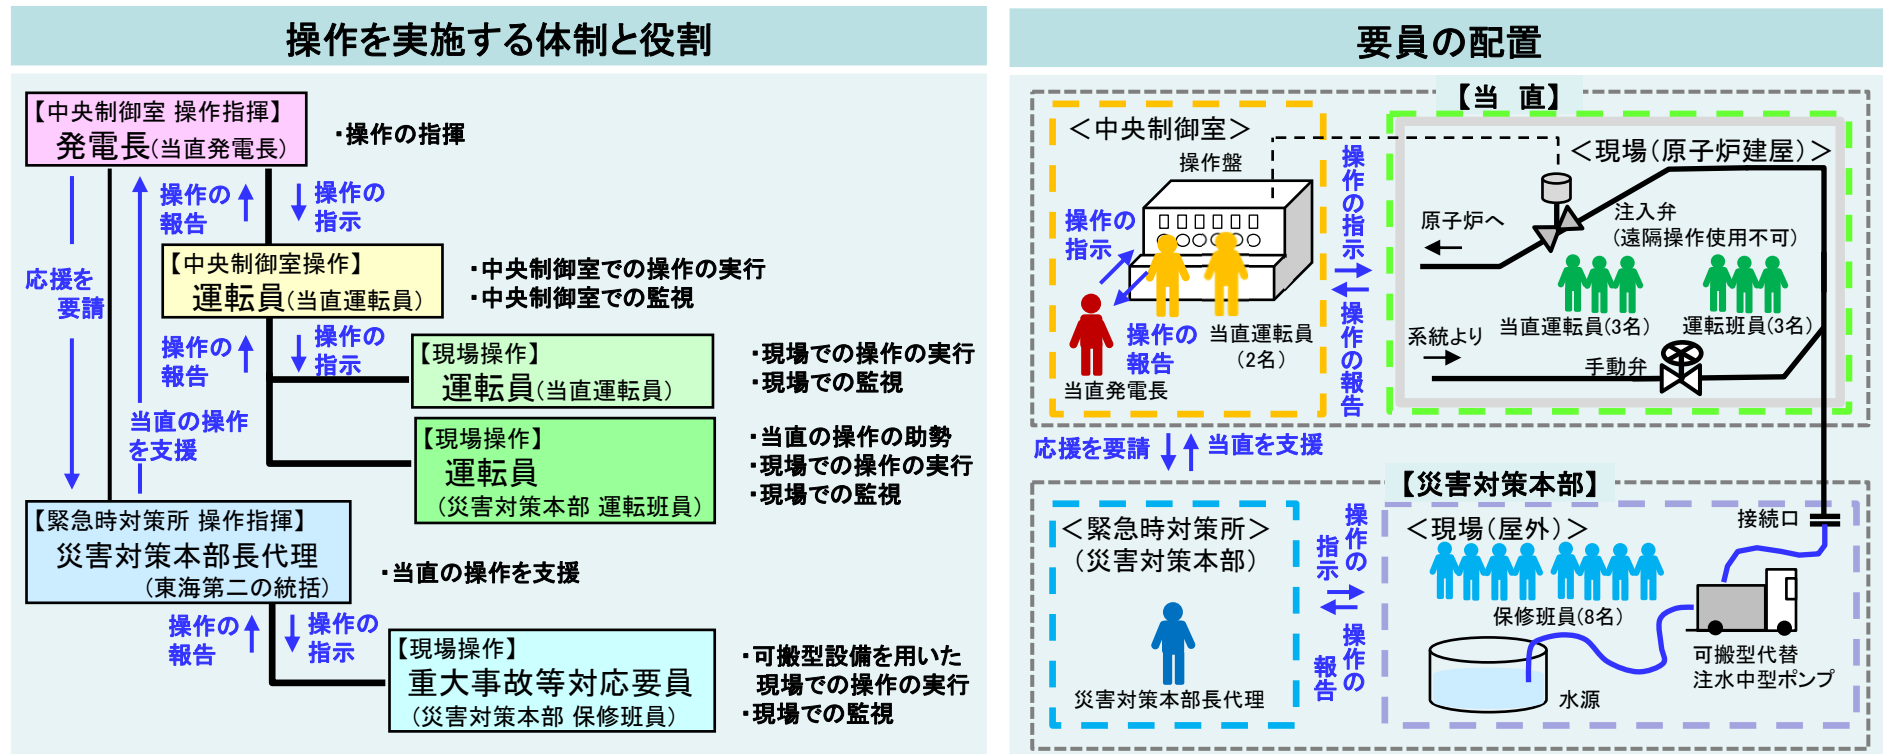 操作を実施する体制と役割
【中央制御室 操作指揮】
発電長(当直発電長)
・操作の指揮
操作の
報告
操作の
指示
応援を
要請
【中央制御室操作】
運転員(当直運転員)
・中央制御室での操作の実行
・中央制御室での監視
操作の
報告
操作の
指示
【現場操作】
運転員(当直運転員)
・現場での操作の実行
・現場での監視
当直の操作
を支援
【現場操作】
運転員
(災害対策本部 運転班員)
・当直の操作の助勢
・現場での操作の実行
・現場での監視
【緊急時対策所 操作指揮】
災害対策本部長代理
(東海第二の統括)
・当直の操作を支援
操作の
報告
操作の
指示
【現場操作】
重大事故等対応要員
(災害対策本部 保修班員)
・可搬型設備を用いた
現場での操作の実行
・現場での監視
要員の配置
【当 直】
＜中央制御室＞
操作盤
操作の
指示
操作の
報告
当直運転員
(2名)
当直発電長
操作の指示
操作の報告
＜現場(原子炉建屋)＞
原子炉へ
注入弁
(遠隔操作使用不可)
当直運転員(3名)
運転班員(3名)
系統より
手動弁
応援を要請
当直を支援
【災害対策本部】
＜緊急時対策所＞
(災害対策本部)
災害対策本部長代理
操作の
指示
操作の
報告
＜現場(屋外)＞
接続口
保修班員(8名)
水源
可搬型代替
注水中型ポンプ